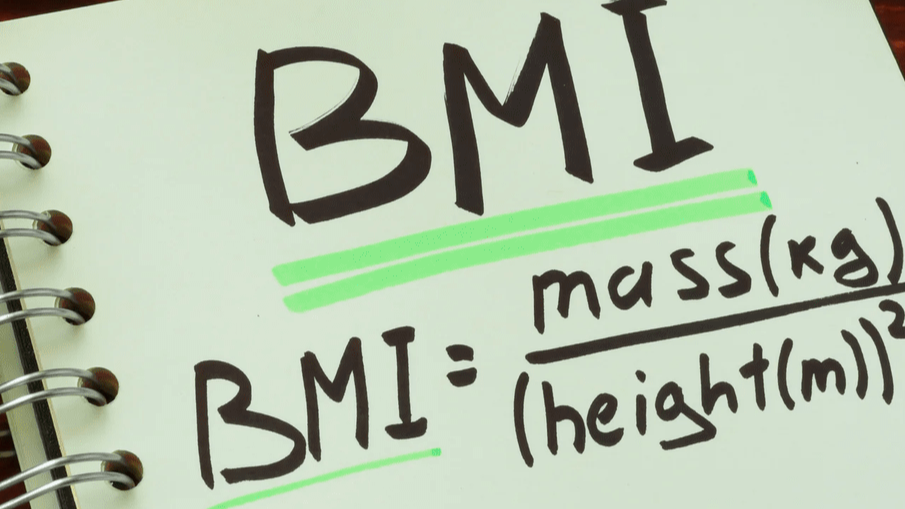 BMI
BMI = mass(kg)
(height(m))²